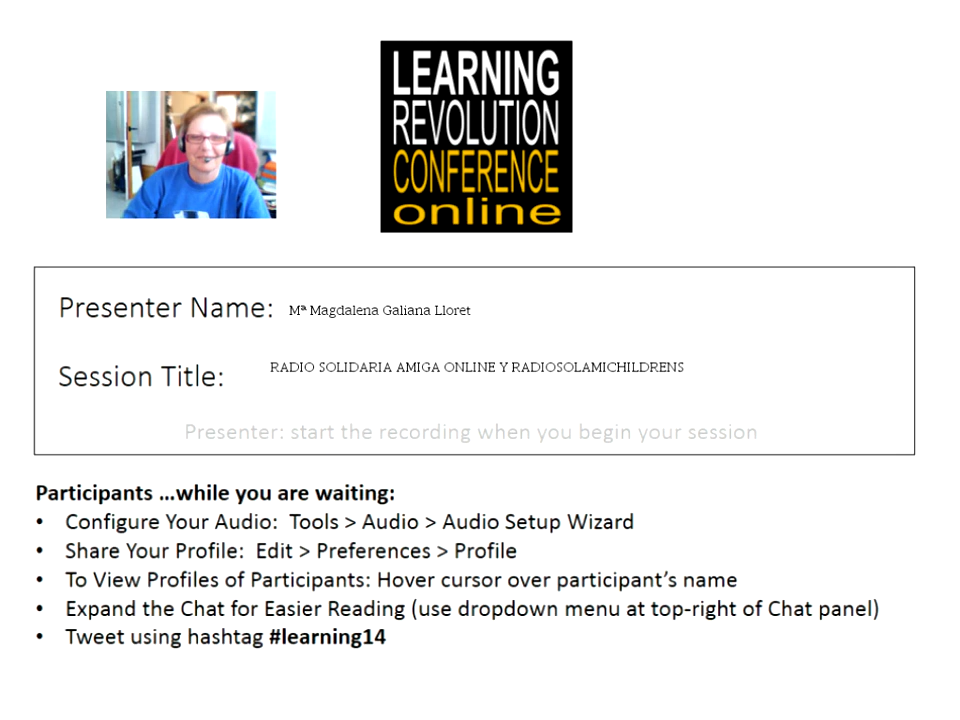 LEARNING
REVOLUTION
CONFERENCE
online
Presenter Name: Mª Magdalena Galiana Lloret
Session Title: RADIO SOLIDARIA AMIGA ONLINE Y RADIOSOLAMICHILDRENS
Presenter: start the recording when you begin your session
Participants …while you are waiting:
• Configure Your Audio: Tools > Audio > Audio Setup Wizard
• Share Your Profile: Edit > Preferences > Profile
• To View Profiles of Participants: Hover cursor over participant’s name
• Expand the Chat for Easier Reading (use dropdown menu at top-right of Chat panel)
• Tweet using hashtag #learning14